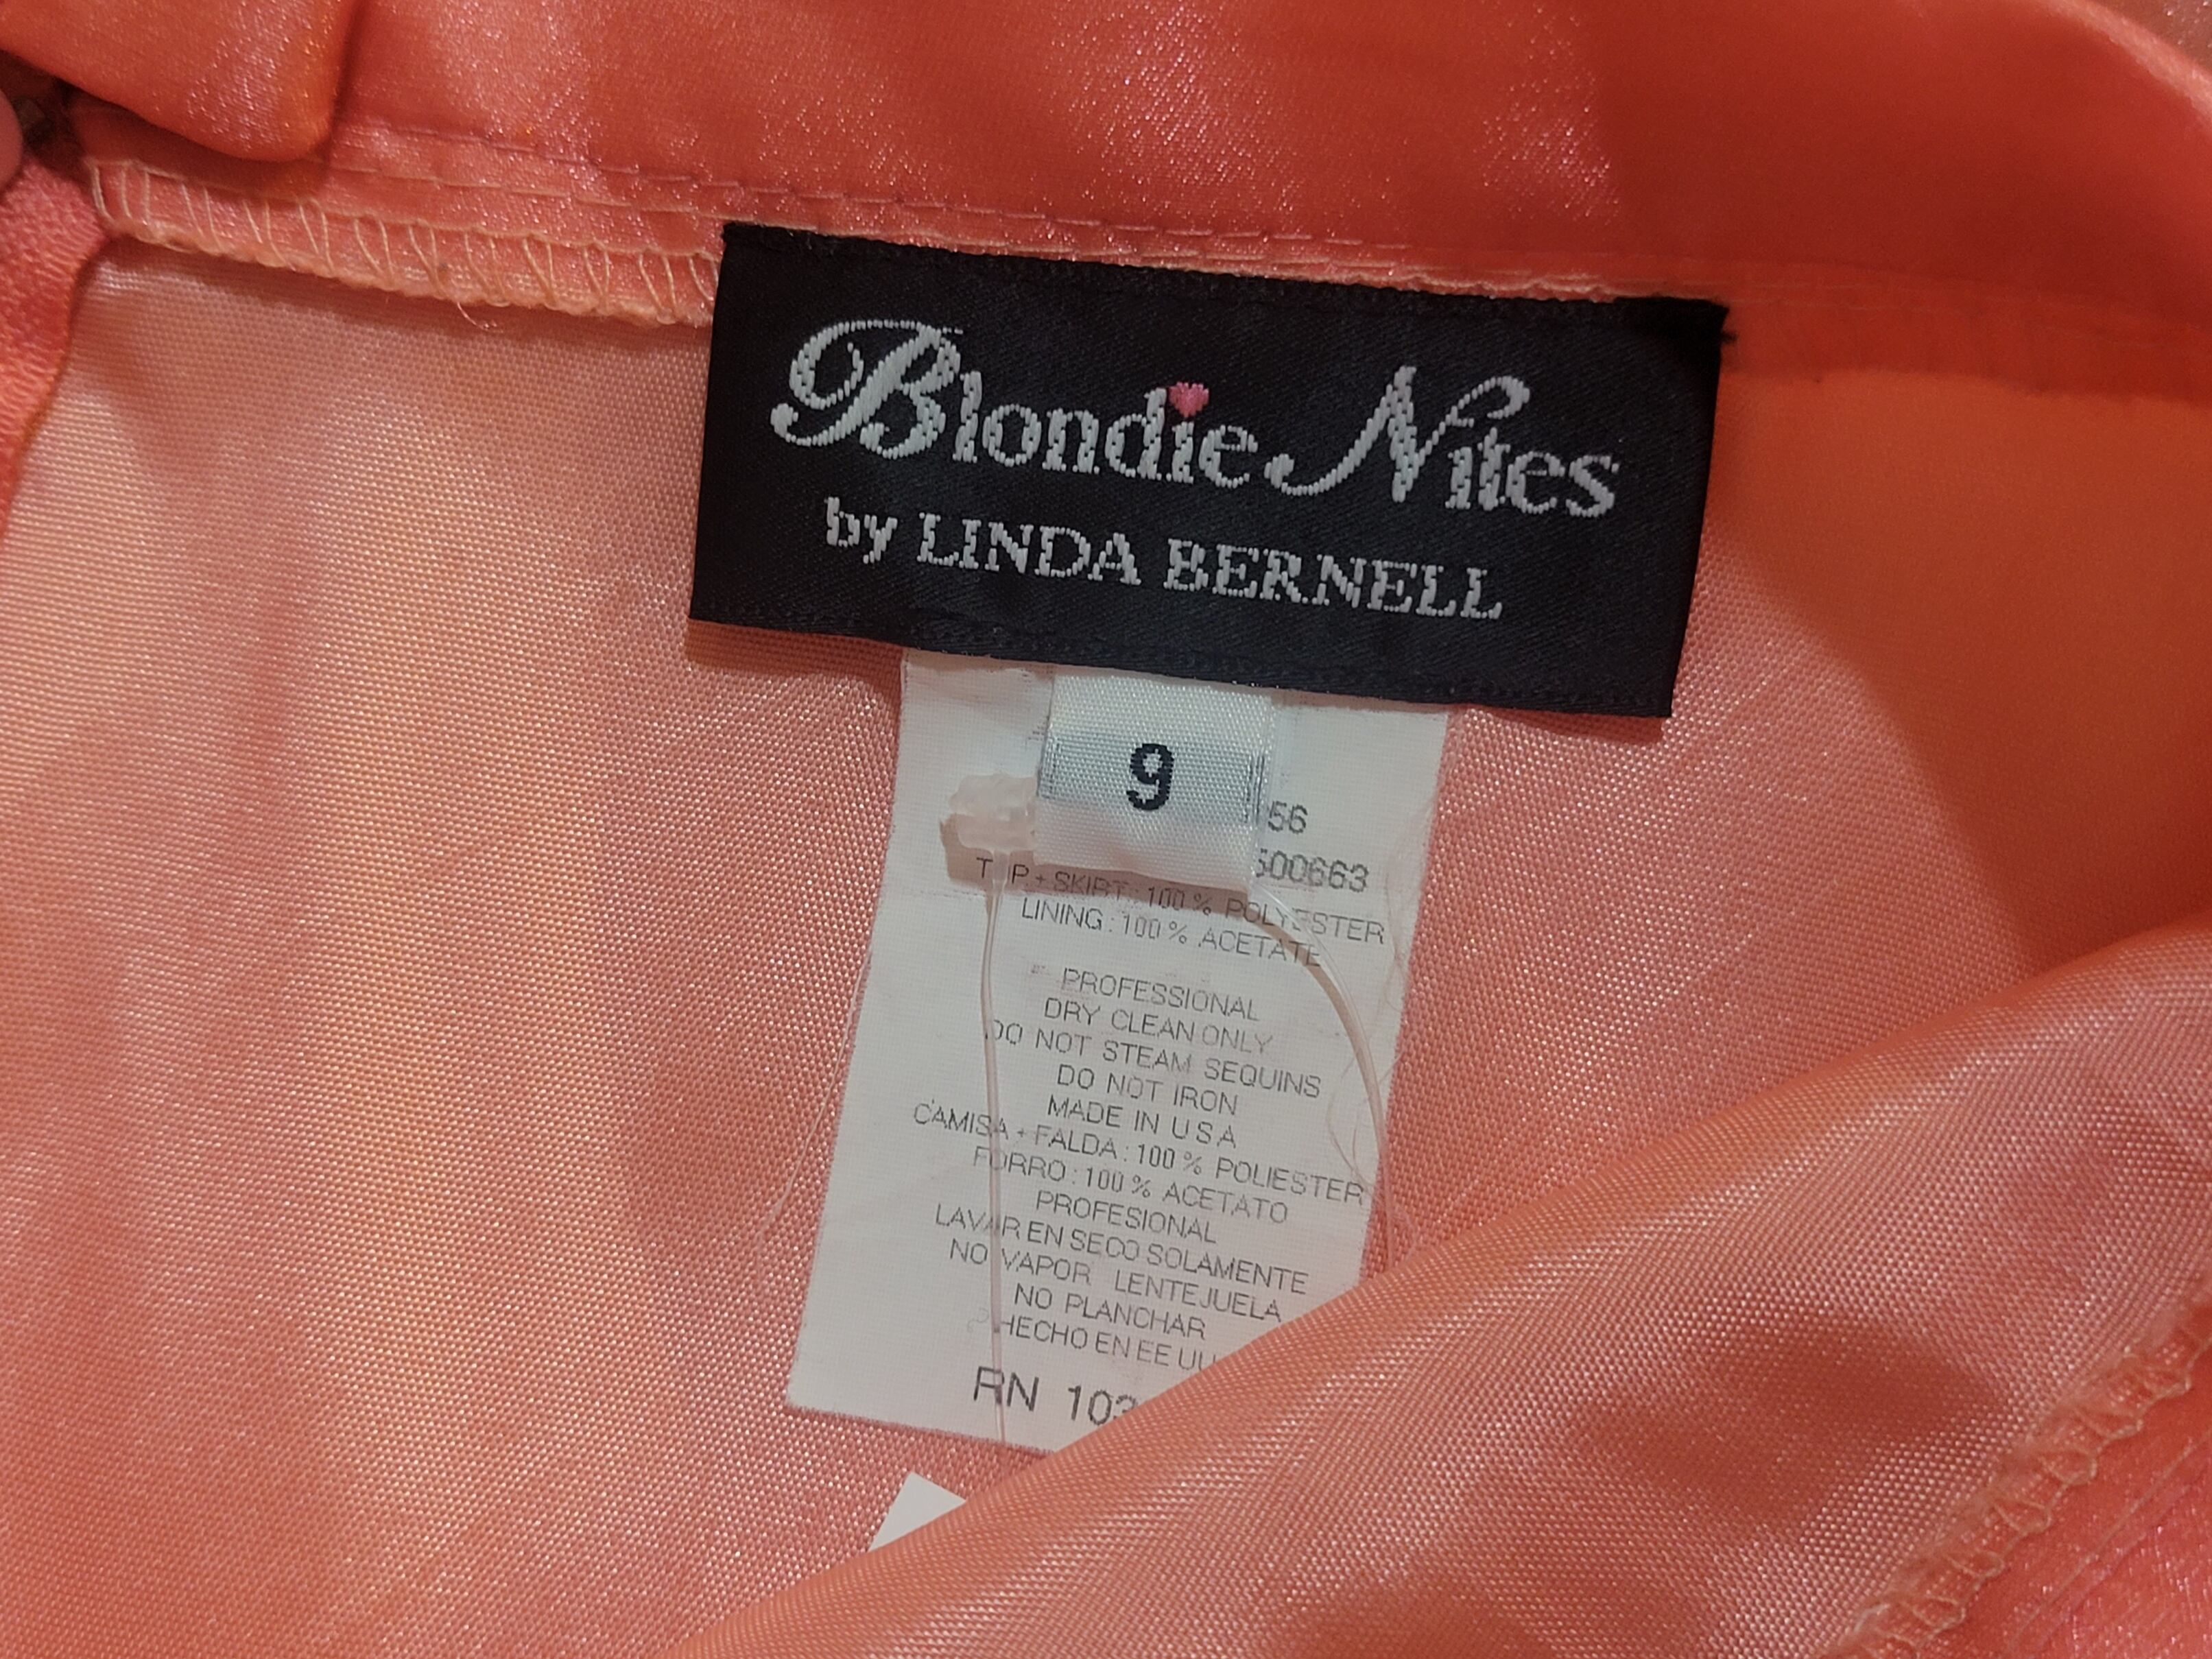 Blondie Nites
by LINDA BERNELL
9
56
500663
TOP + SKIRT : 100 % POLYESTER
LINING : 100 % ACETATE
PROFESSIONAL
DRY CLEAN ONLY
DO NOT STEAM SEQUINS
DO NOT IRON
MADE IN U S A
CAMISA + FALDA : 100 % POLIESTER
FORRO : 100 % ACETATO
PROFESIONAL
LAVAR EN SECO SOLAMENTE
NO VAPOR LENTEJUELA
NO PLANCHAR
HECHO EN EE UU
RN 103